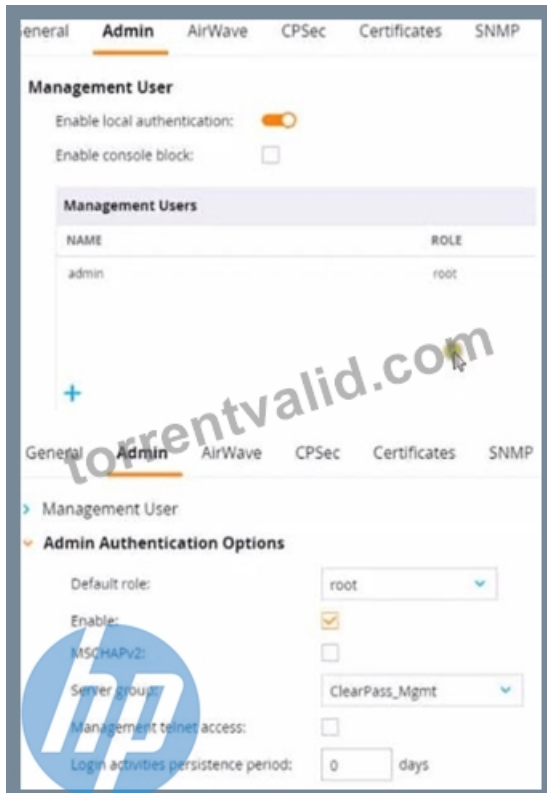 eneral Admin AirWave CPSec Certificates SNMP
Management User
Enable local authentication:
Enable console block:
Management Users
NAME ROLE
admin root
+
torrentvalid.com
General Admin AirWave CPSec Certificates SNMP
> Management User
Admin Authentication Options
Default role: root
Enable:
MSCHAPv2:
Server group: ClearPass_Mgmt
Management telnet access:
Login activities persistence period: 0 days
hp